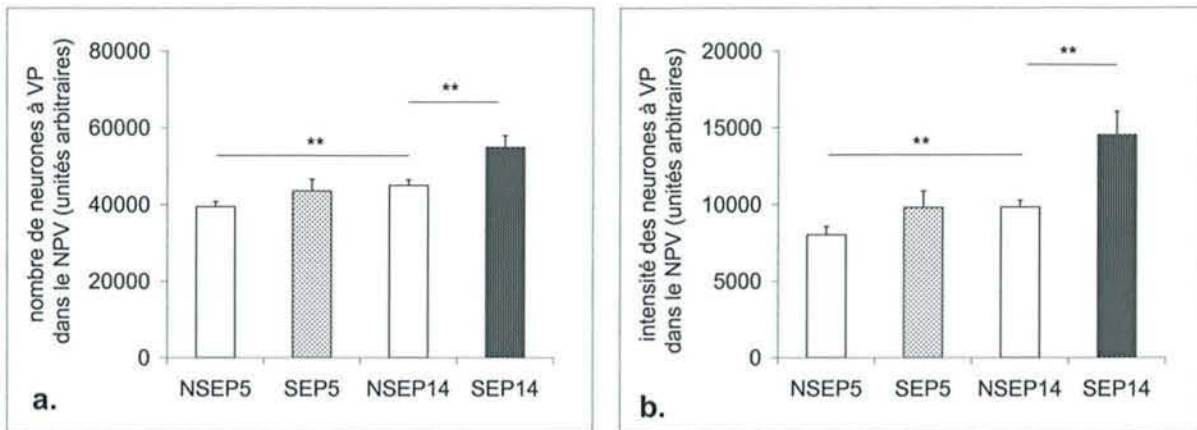 nombre de neurones à VP
dans le NPV (unités arbitraires)
80000
60000
40000
20000
0
**
**
NSEP5 SEP5 NSEP14 SEP14
a.
intensité des neurones à VP
dans le NPV (unités arbitraires)
20000
15000
10000
5000
0
**
**
NSEP5 SEP5 NSEP14 SEP14
b.